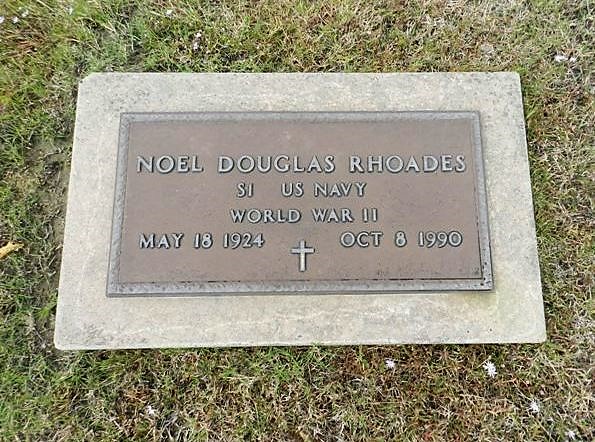 NOEL DOUGLAS RHOADES
S1 US NAVY
WORLD WAR II
MAY 18 1924 OCT 8 1990